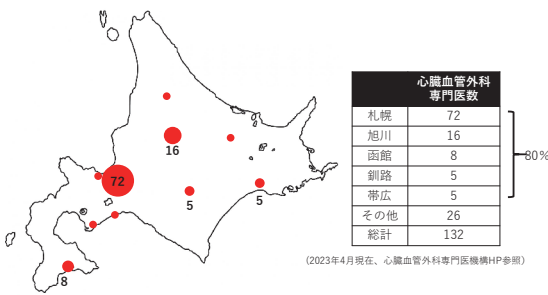 心臓血管外科
専門医数
札幌 72
旭川 16
函館 8
釧路 5
帯広 5
その他 26
総計 132
80%
(2023年4月現在、心臓血管外科専門医機構HP参照)
16
72
5
5
8